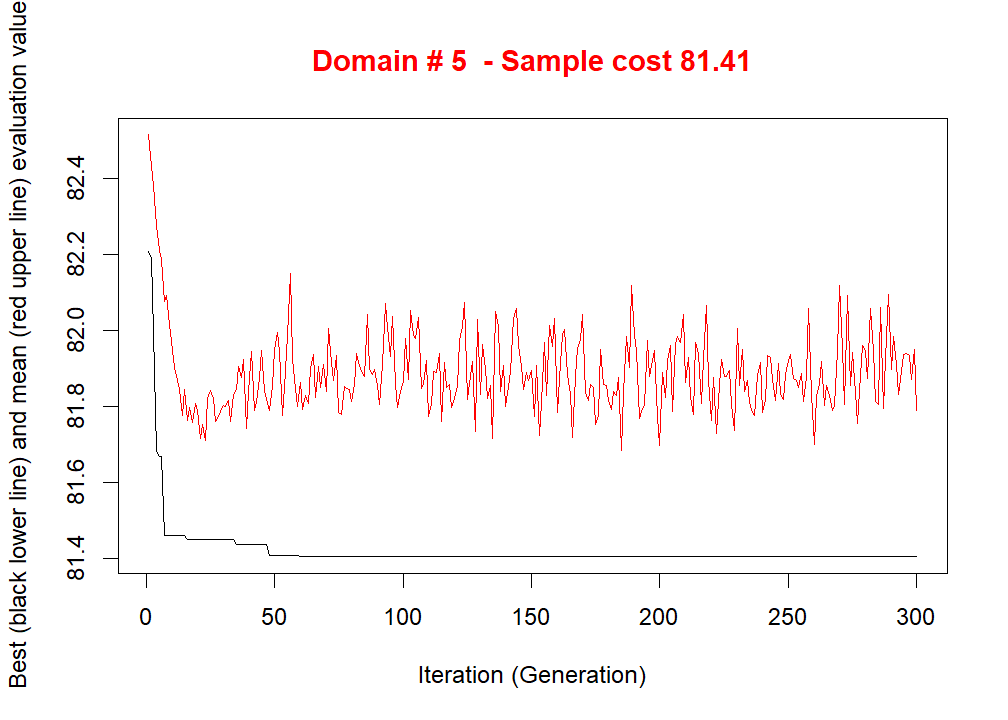 Domain # 5  - Sample cost 81.41
Best (black lower line) and mean (red upper line) evaluation value
82.4
82.2
82.0
81.8
81.6
81.4
0 50 100 150 200 250 300
Iteration (Generation)